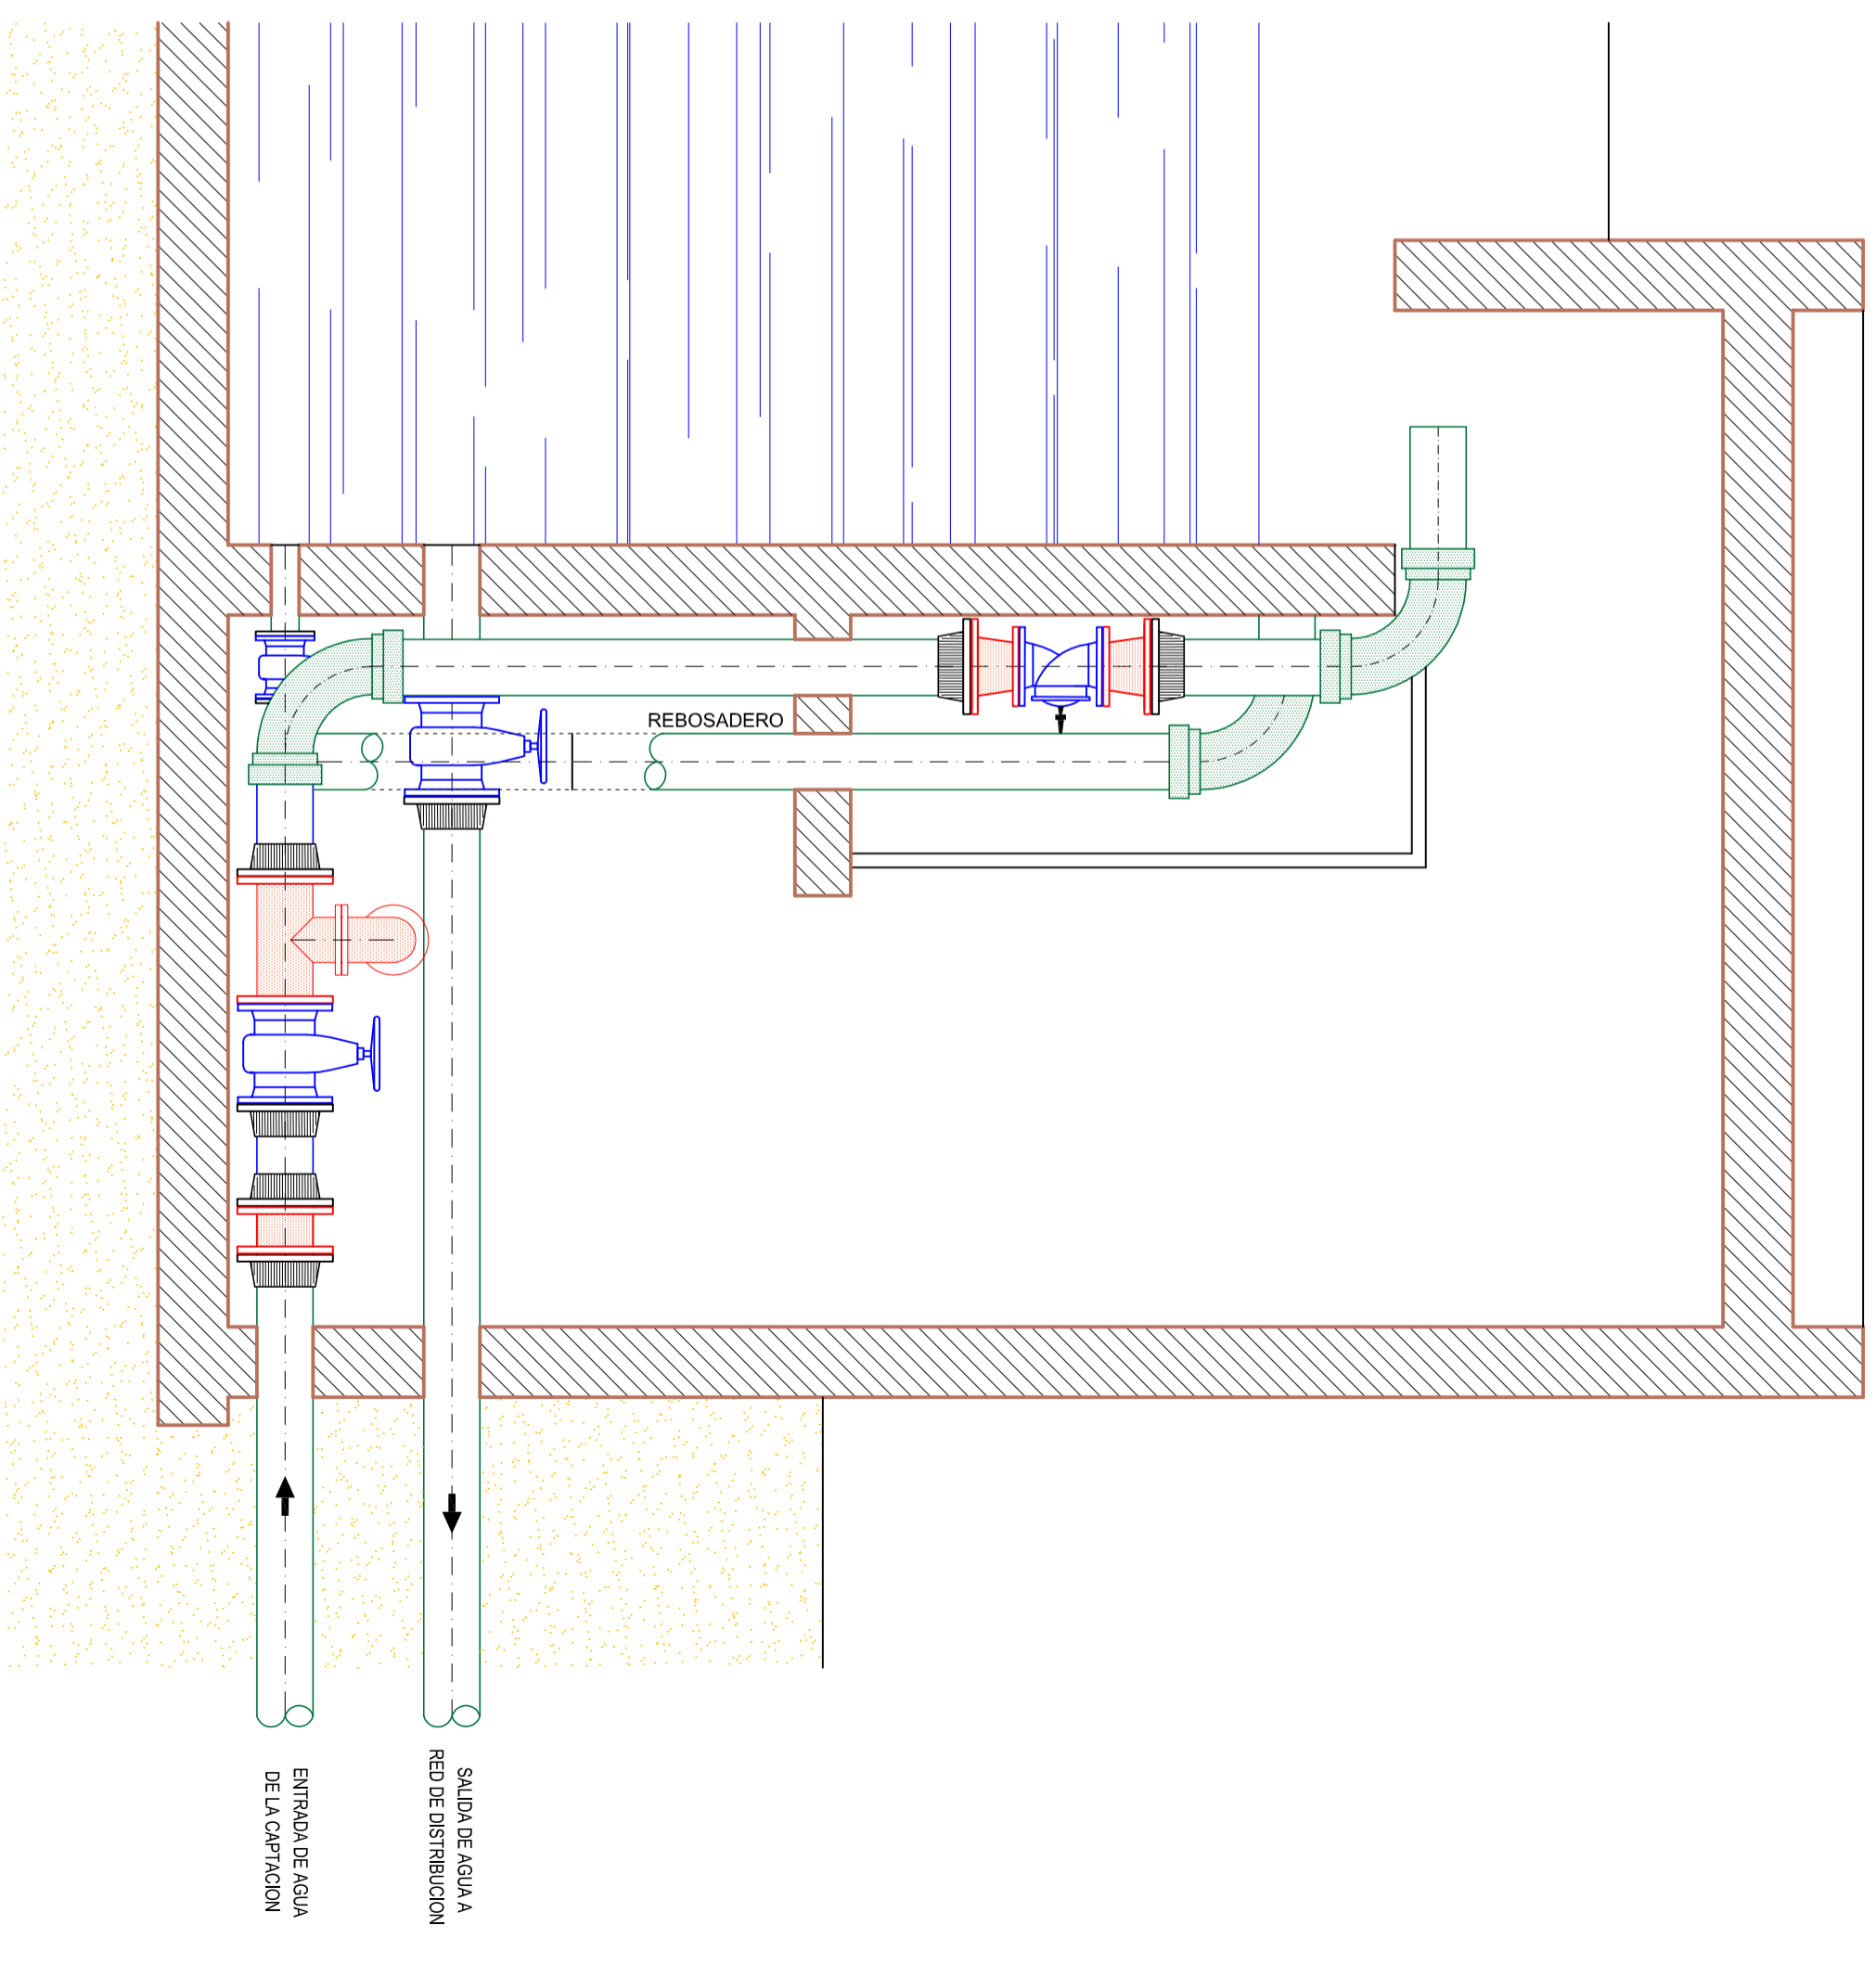 REBOSADERO
ENTRADA DE AGUA
DE LA CAPTACION
SALIDA DE AGUA A
RED DE DISTRIBUCION